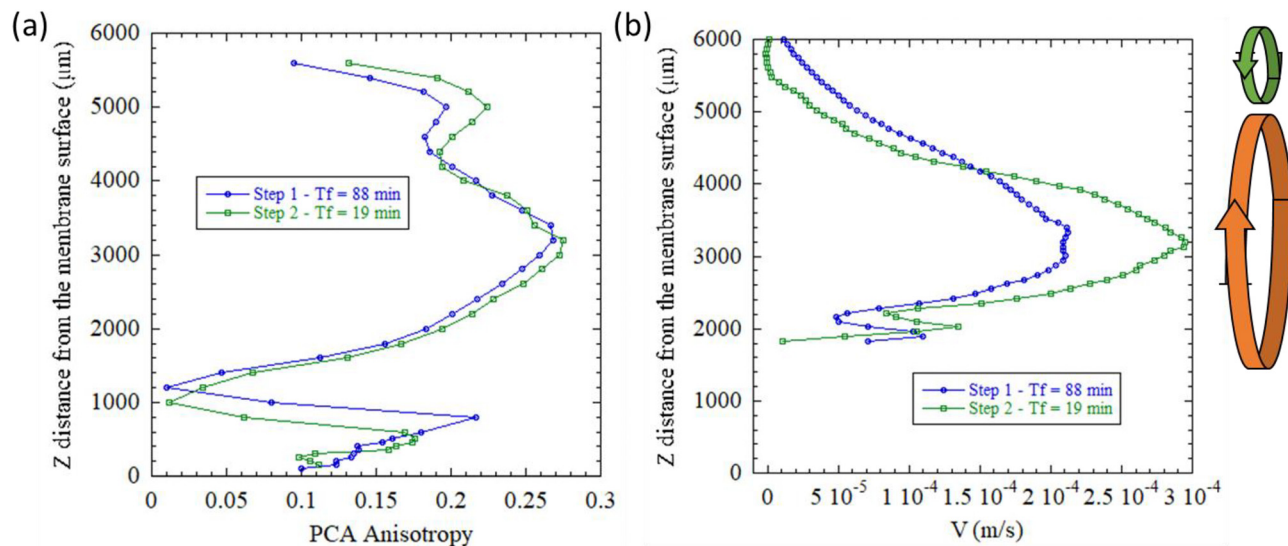 (a)
Z distance from the membrane surface (μm)
6000
5000
4000
3000
2000
1000
0
Step 1 - Tf = 88 min
Step 2 - Tf = 19 min
0
0.05
0.1
0.15
0.2
0.25
0.3
PCA Anisotropy
(b)
Z distance from the membrane surface (μm)
6000
5000
4000
3000
2000
1000
0
Step 1 - Tf = 88 min
Step 2 - Tf = 19 min
0
5 10⁻⁵
1 10⁻⁴
1.5 10⁻⁴
2 10⁻⁴
2.5 10⁻⁴
3 10⁻⁴
V (m/s)